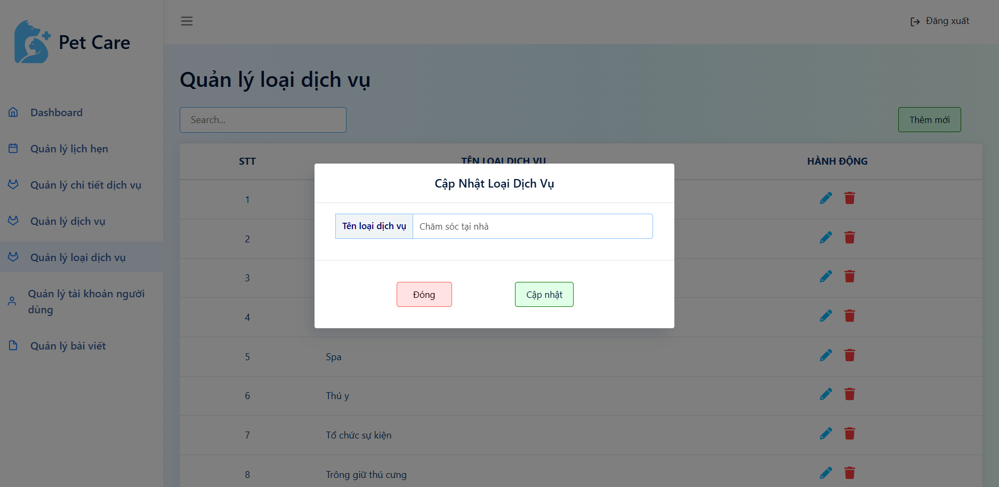 Pet Care
Dashboard
Quản lý lịch hẹn
Quản lý chi tiết dịch vụ
Quản lý dịch vụ
Quản lý loại dịch vụ
Quản lý tài khoản người
dùng
Quản lý bài viết
Đăng xuất
Quản lý loại dịch vụ
Search...
Thêm mới
STT TÊN LOẠI DỊCH VỤ HÀNH ĐỘNG
1
2
3
4
5 Spa
6 Thú y
7 Tổ chức sự kiện
8 Trông giữ thú cưng
Cập Nhật Loại Dịch Vụ
Tên loại dịch vụ Chăm sóc tại nhà
Đóng Cập nhật